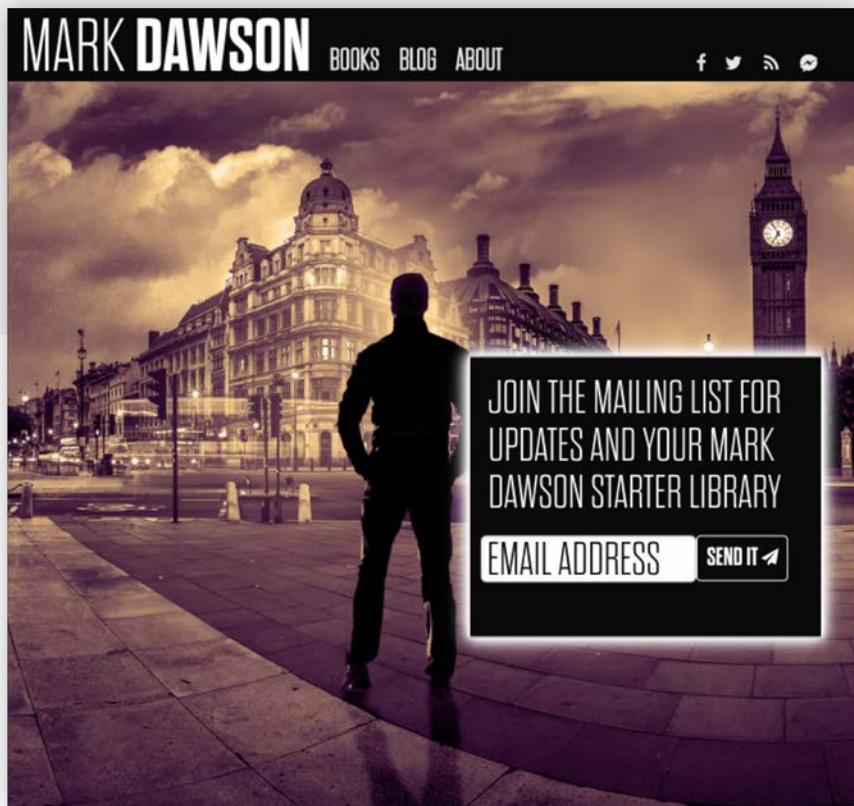 MARK DAWSON BOOKS BLOG ABOUT
JOIN THE MAILING LIST FOR
UPDATES AND YOUR MARK
DAWSON STARTER LIBRARY
EMAIL ADDRESS SEND IT